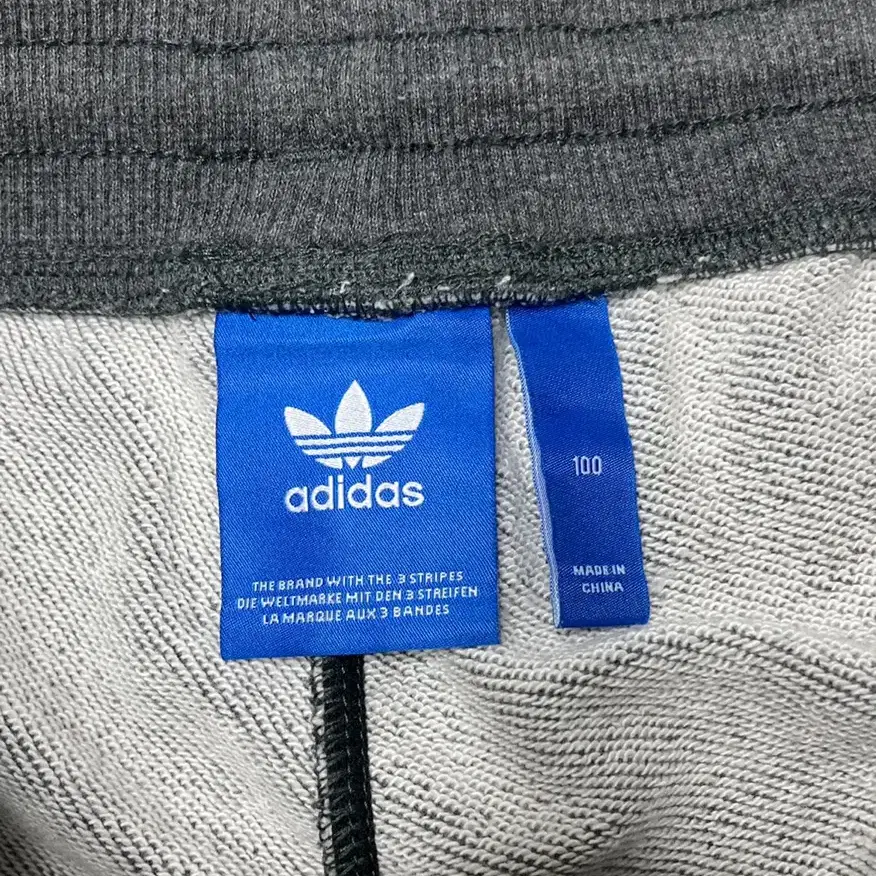 adidas
THE BRAND WITH THE 3 STRIPES
DIE WELTMARKE MIT DEN 3 STREIFEN
LA MARQUE AUX 3 BANDES
100
MADE IN
CHINA